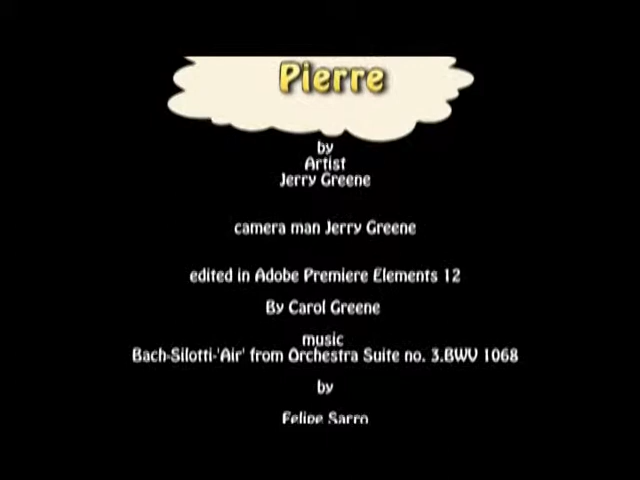 Pierre
by
Artist
Jerry Greene
camera man Jerry Greene
edited in Adobe Premiere Elements 12
By Carol Greene
music
Bach-Silotti-'Air' from Orchestra Suite no. 3.BWV 1068
by
Felipe Sarro